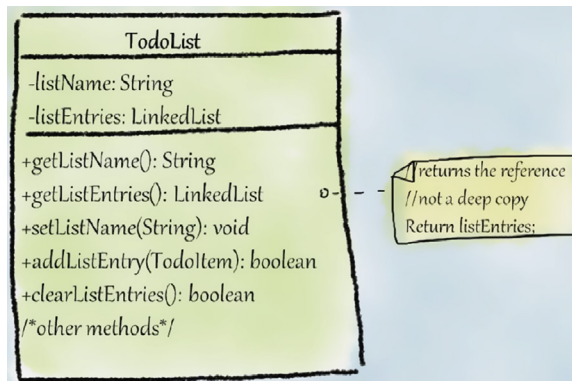 TodoList
-listName: String
-listEntries: LinkedList
+getListName(): String
+getListEntries(): LinkedList
+setListName(String): void
+addListEntry(TodoItem): boolean
+clearListEntries(): boolean
/*other methods*/
// returns the reference
//not a deep copy
Return listEntries;